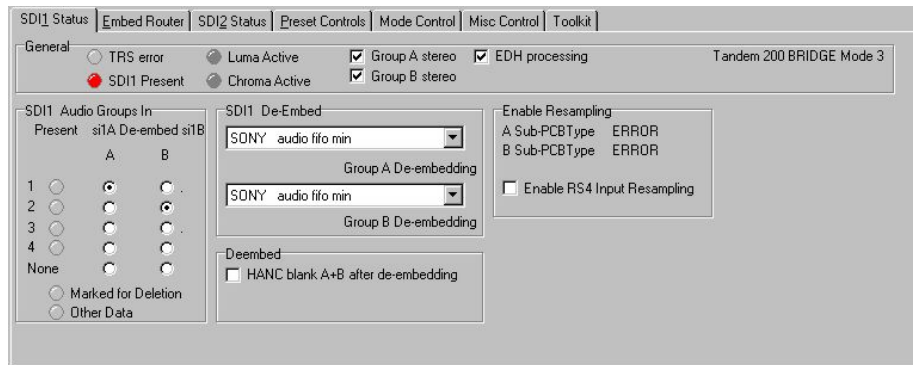 SDI1 Status Embed Router SDI2 Status Preset Controls Mode Control Misc Control Toolkit
General
TRS error Luma Active Group A stereo EDH processing Tandem 200 BRIDGE Mode 3
SDI1 Present Chroma Active Group B stereo
SDI1 Audio Groups In
Present si1A De-embed si1B
A B
1 .
2
3 .
4
None
Marked for Deletion
Other Data
SDI1 De-Embed
SONY audio fifo min
Group A De-embedding
SONY audio fifo min
Group B De-embedding
Deembed
HANC blank A+B after de-embedding
Enable Resampling
A Sub-PCBType ERROR
B Sub-PCBType ERROR
Enable RS4 Input Resampling